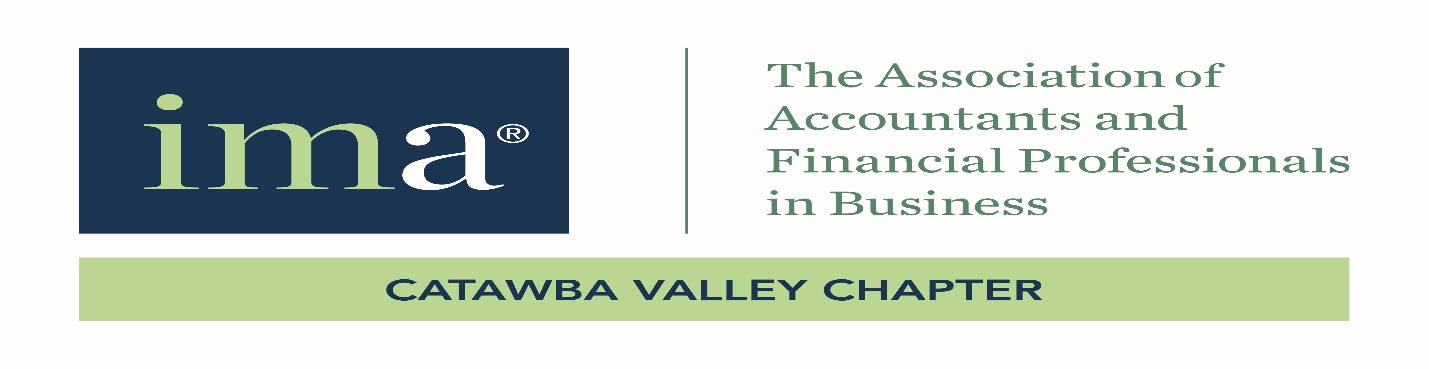 ima®
The Association of
Accountants and
Financial Professionals
in Business
CATAWBA VALLEY CHAPTER